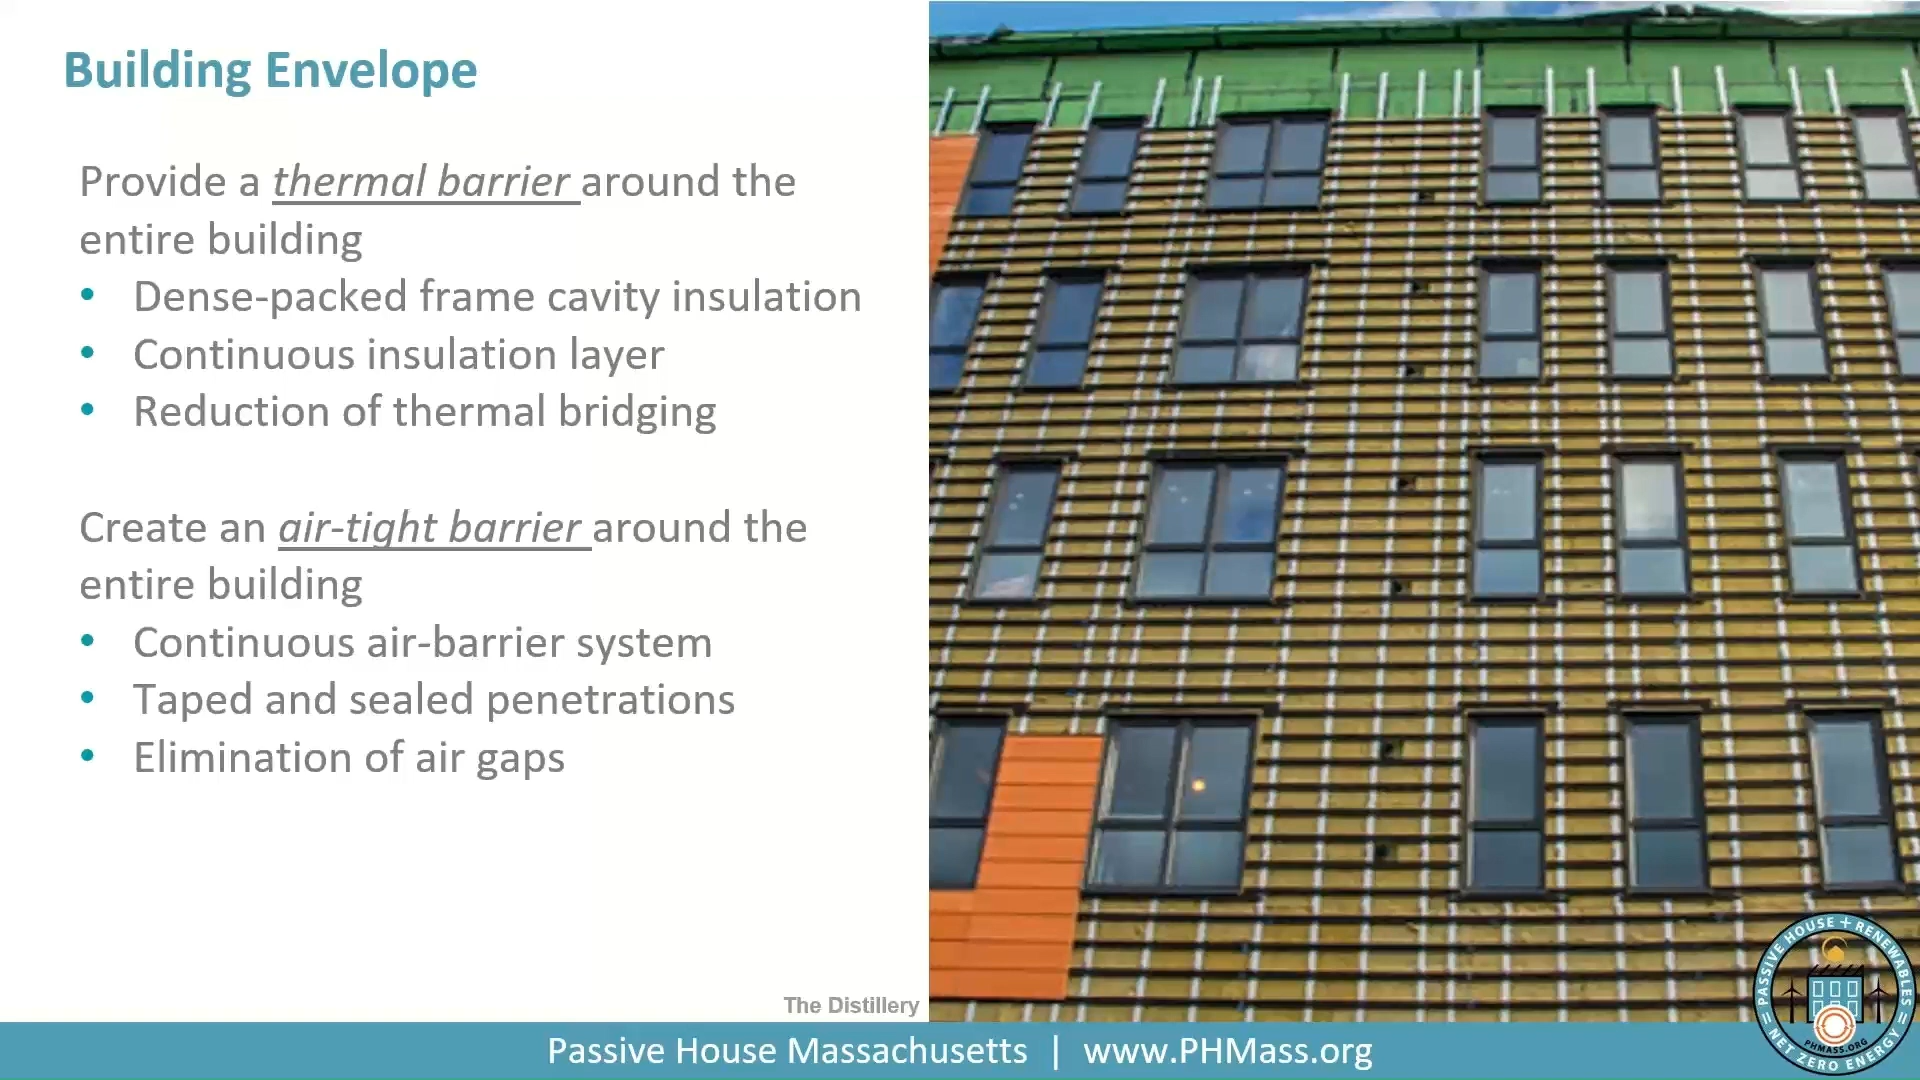 Building Envelope
Provide a thermal barrier around the
entire building
• Dense-packed frame cavity insulation
• Continuous insulation layer
• Reduction of thermal bridging
Create an air-tight barrier around the
entire building
• Continuous air-barrier system
• Taped and sealed penetrations
• Elimination of air gaps
The Distillery
Passive House Massachusetts | www.PHMass.org
PASSIVE HOUSE + RENEWABLES
= NET ZERO ENERGY =
PHMASS.ORG